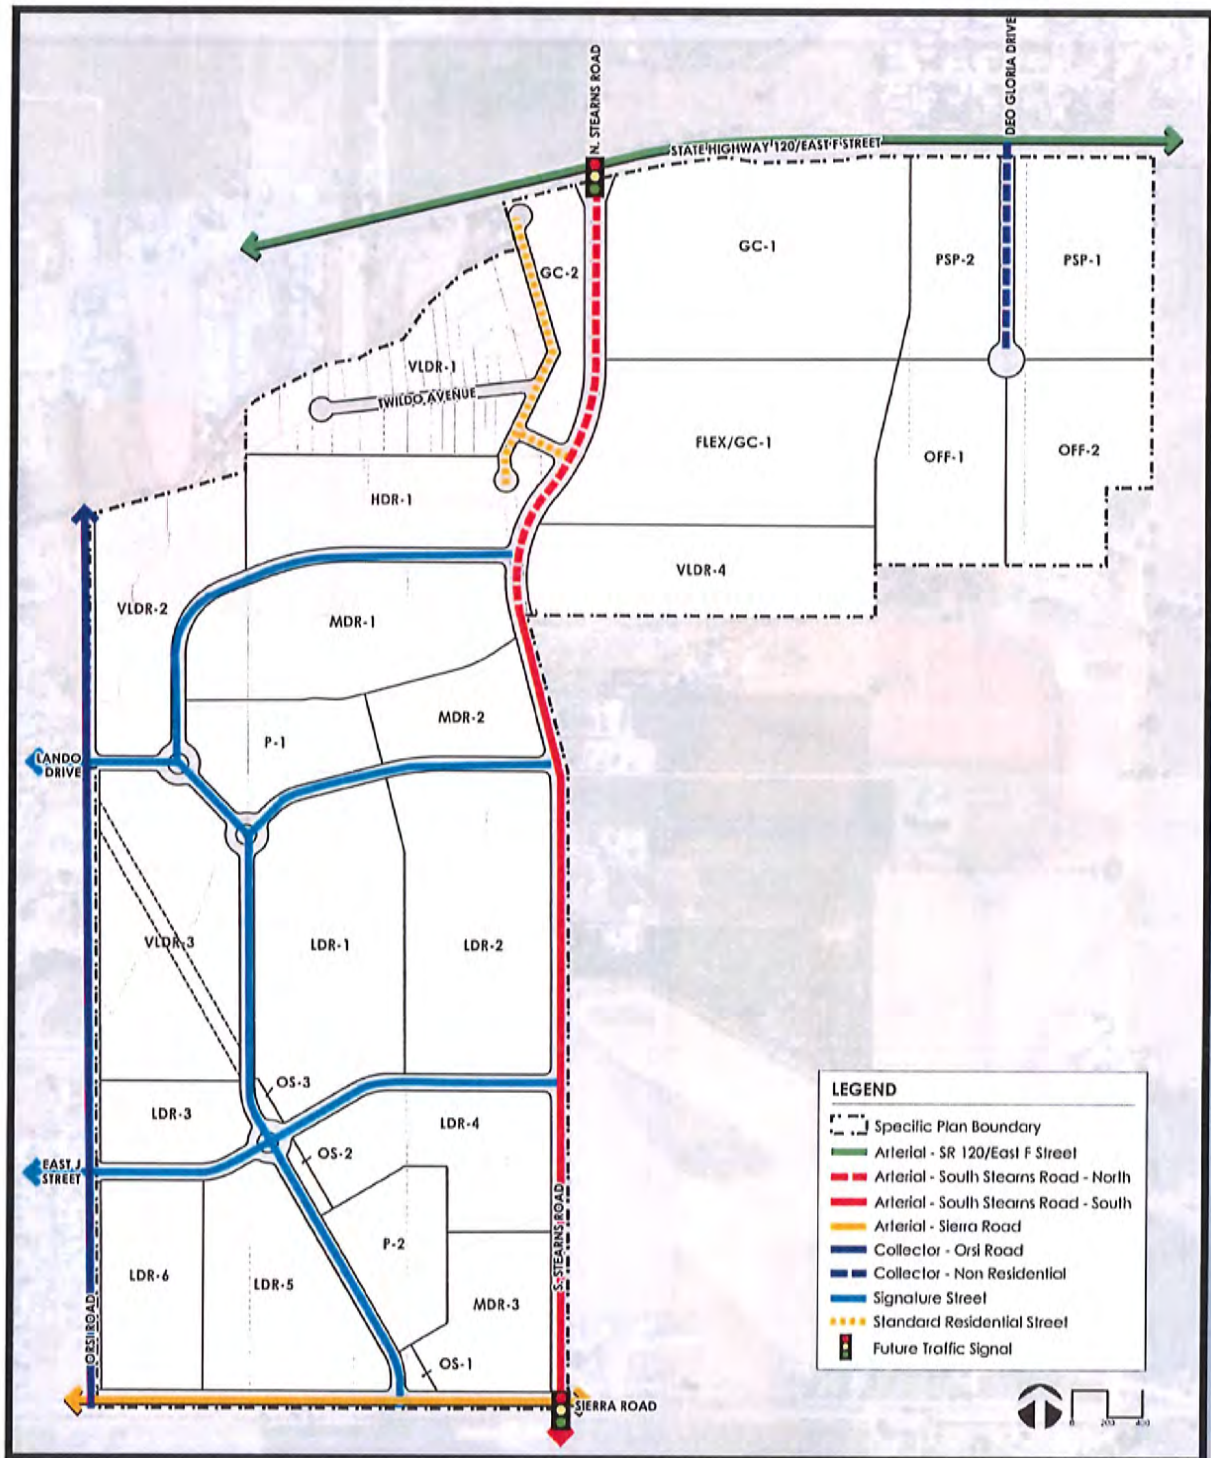 N. STEARNS ROAD
DEO GLORIA DRIVE
STATE HIGHWAY 120/EAST F STREET
GC-1
PSP-2
PSP-1
GC-2
VLDR-1
TWILDO AVENUE
FLEX/GC-1
OFF-1
OFF-2
HDR-1
VLDR-4
VLDR-2
MDR-1
MDR-2
P-1
LANDO
DRIVE
VLDR-3
LDR-1
LDR-2
OS-3
LDR-3
LDR-4
OS-2
EAST J
STREET
P-2
S. STEARNS ROAD
LDR-6
LDR-5
MDR-3
ORSI ROAD
OS-1
SIERRA ROAD
LEGEND
Specific Plan Boundary
Arterial - SR 120/East F Street
Arterial - South Stearns Road - North
Arterial - South Stearns Road - South
Arterial - Sierra Road
Collector - Orsi Road
Collector - Non Residential
Signature Street
Standard Residential Street
Future Traffic Signal
0 200 400